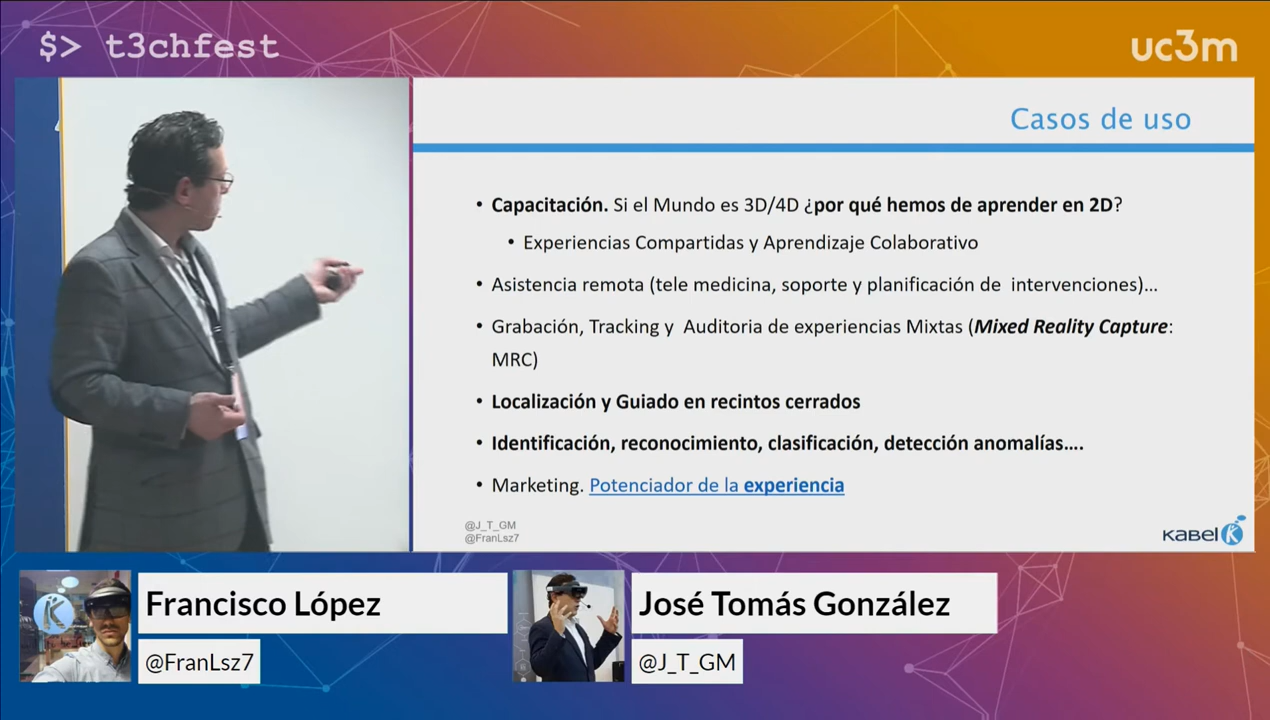 $> t3chfest
uc3m
Casos de uso
• Capacitación. Si el Mundo es 3D/4D ¿por qué hemos de aprender en 2D?
• Experiencias Compartidas y Aprendizaje Colaborativo
• Asistencia remota (tele medicina, soporte y planificación de intervenciones)...
• Grabación, Tracking y Auditoria de experiencias Mixtas (Mixed Reality Capture:
MRC)
• Localización y Guiado en recintos cerrados
• Identificación, reconocimiento, clasificación, detección anomalías....
• Marketing. Potenciador de la experiencia
@J_T_GM
@FranLsz7
Kabel K
Francisco López
@FranLsz7
José Tomás González
@J_T_GM